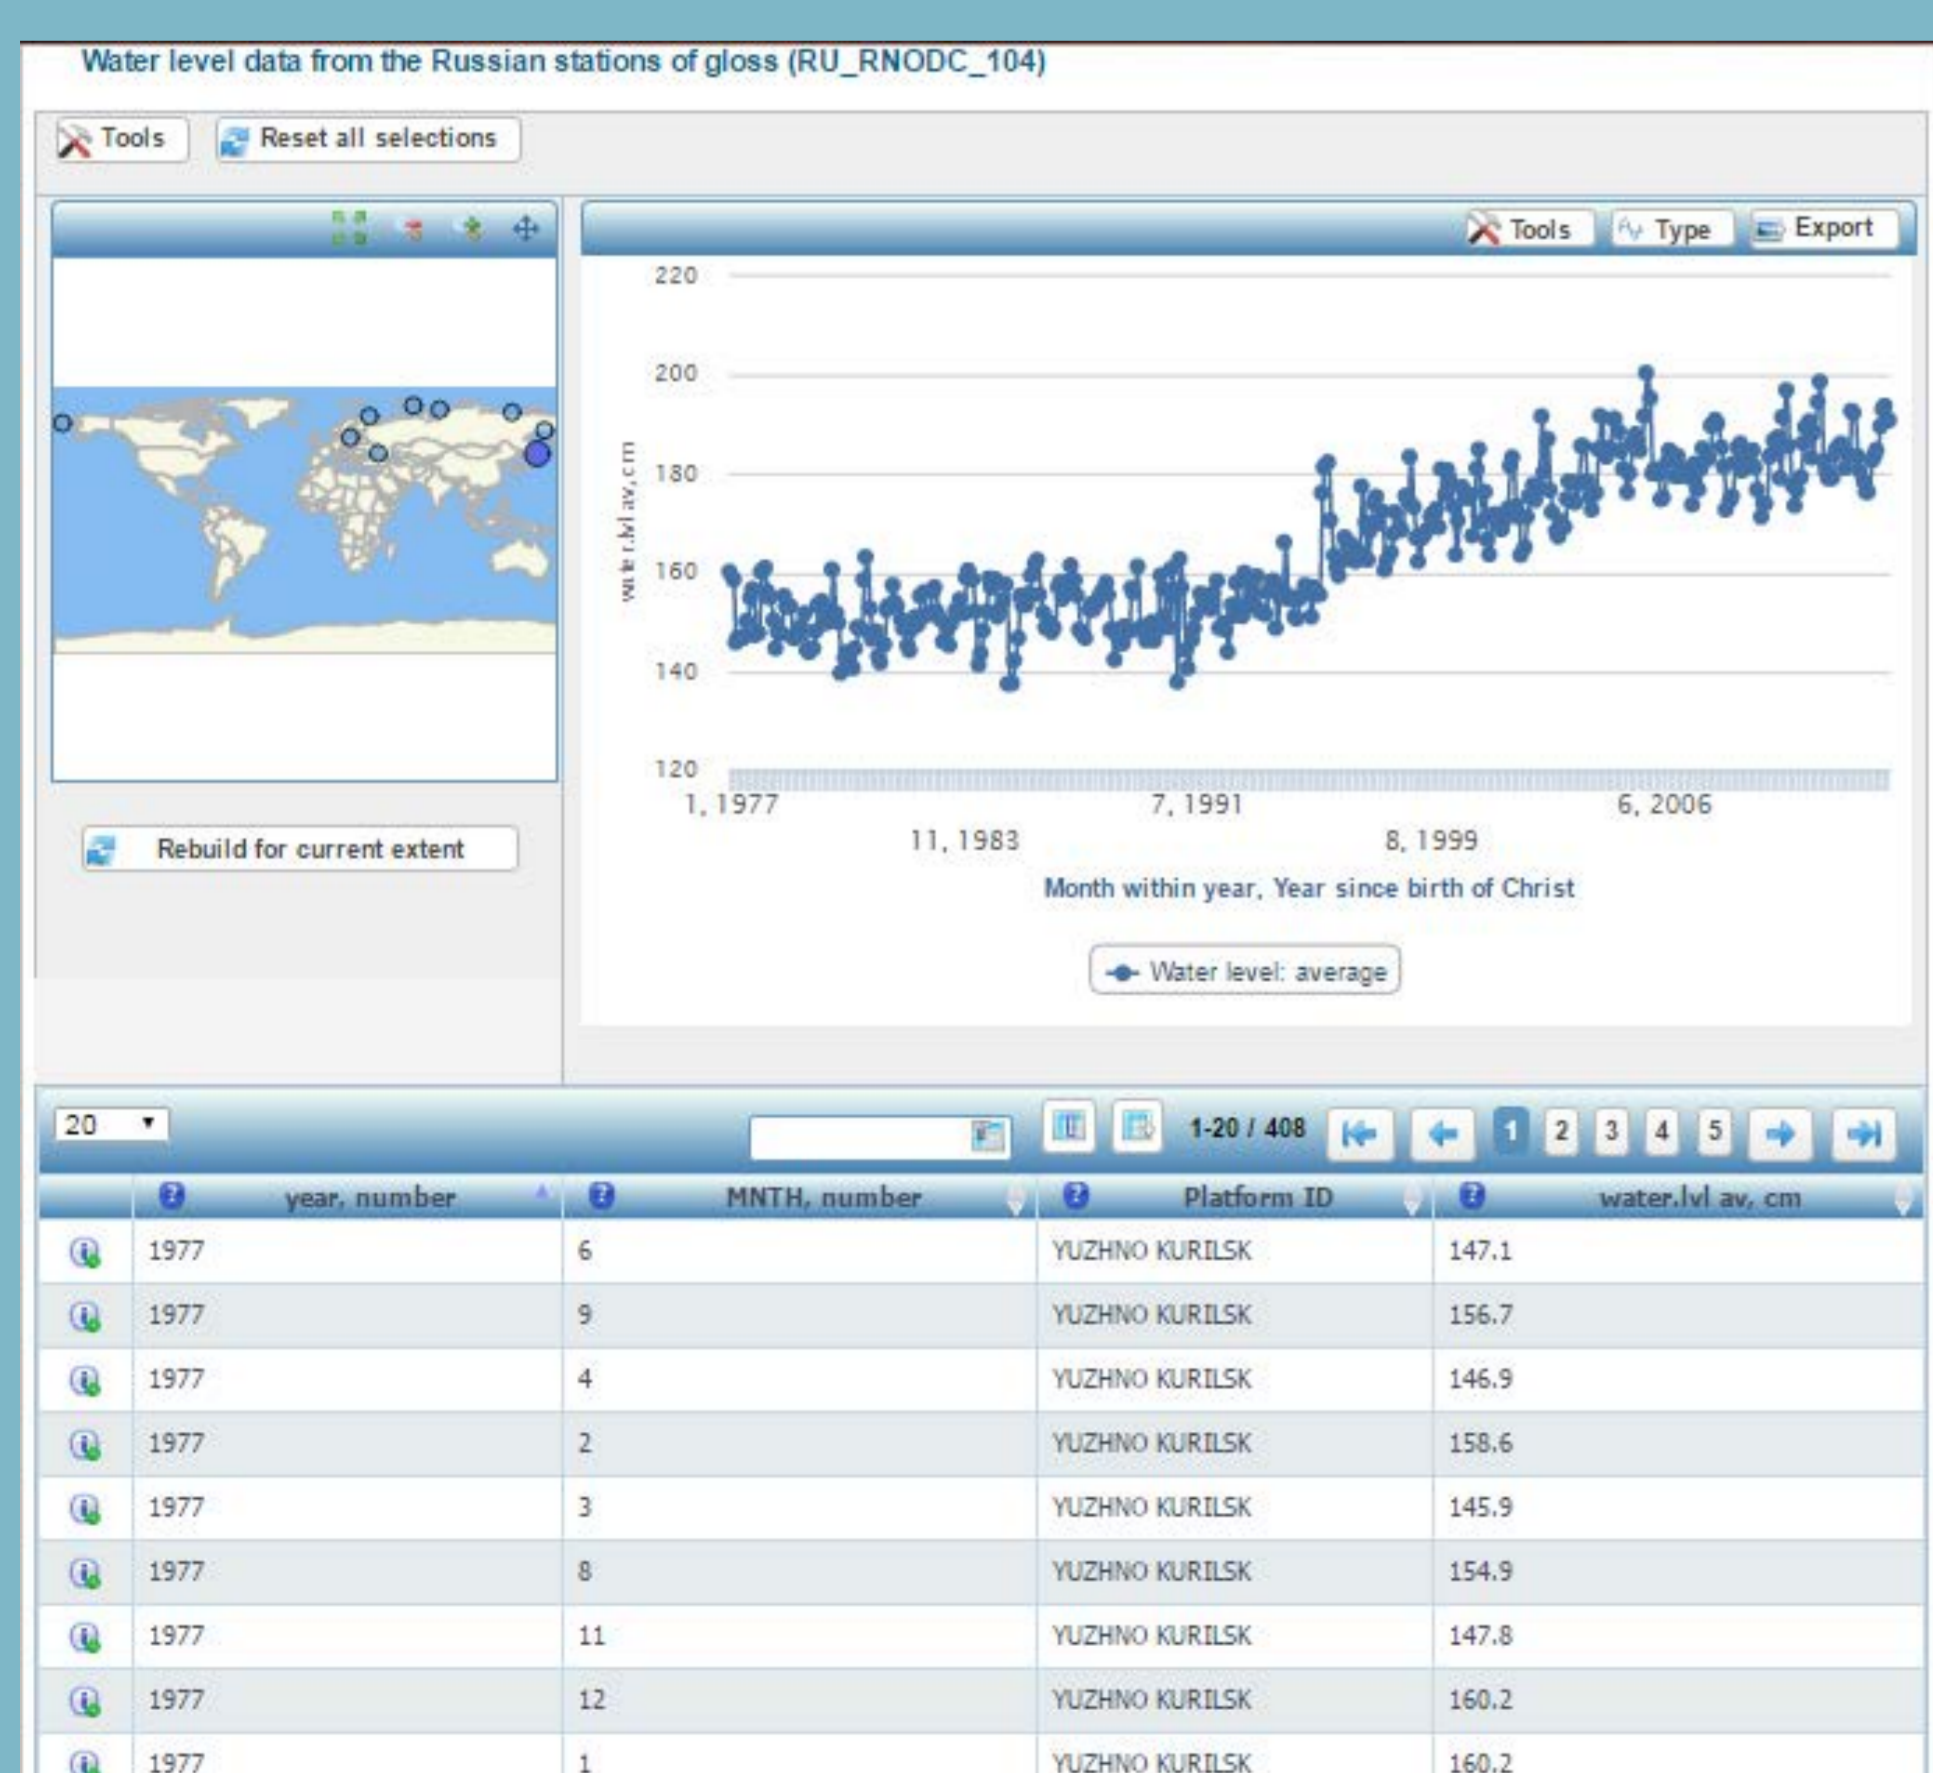 Water level data from the Russian stations of gloss (RU_RNODC_104)
Tools Reset all selections
Tools Type Export
220
200
180
160
140
120
water.lvl av, cm
1, 1977 7, 1991 6, 2006
11, 1983 8, 1999
Month within year, Year since birth of Christ
Water level: average
Rebuild for current extent
20 1-20 / 408 1 2 3 4 5
year, number MNTH, number Platform ID water.lvl av, cm
1977 6 YUZHNO KURILSK 147.1
1977 9 YUZHNO KURILSK 156.7
1977 4 YUZHNO KURILSK 146.9
1977 2 YUZHNO KURILSK 158.6
1977 3 YUZHNO KURILSK 145.9
1977 8 YUZHNO KURILSK 154.9
1977 11 YUZHNO KURILSK 147.8
1977 12 YUZHNO KURILSK 160.2
1977 1 YUZHNO KURILSK 160.2